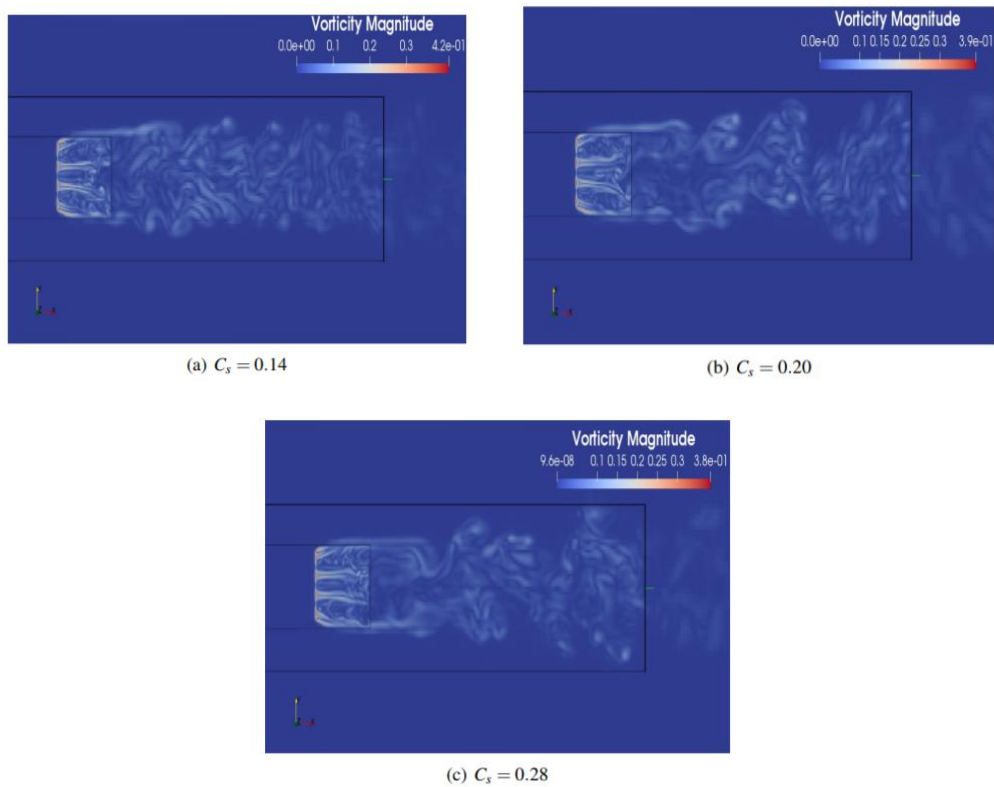 Vorticity Magnitude
0.0e+00 0.1 0.2 0.3 4.2e-01
(a) Cₛ = 0.14
Vorticity Magnitude
0.0e+00 0.1 0.15 0.2 0.25 0.3 3.9e-01
(b) Cₛ = 0.20
Vorticity Magnitude
9.6e-08 0.1 0.15 0.2 0.25 0.3 3.8e-01
(c) Cₛ = 0.28